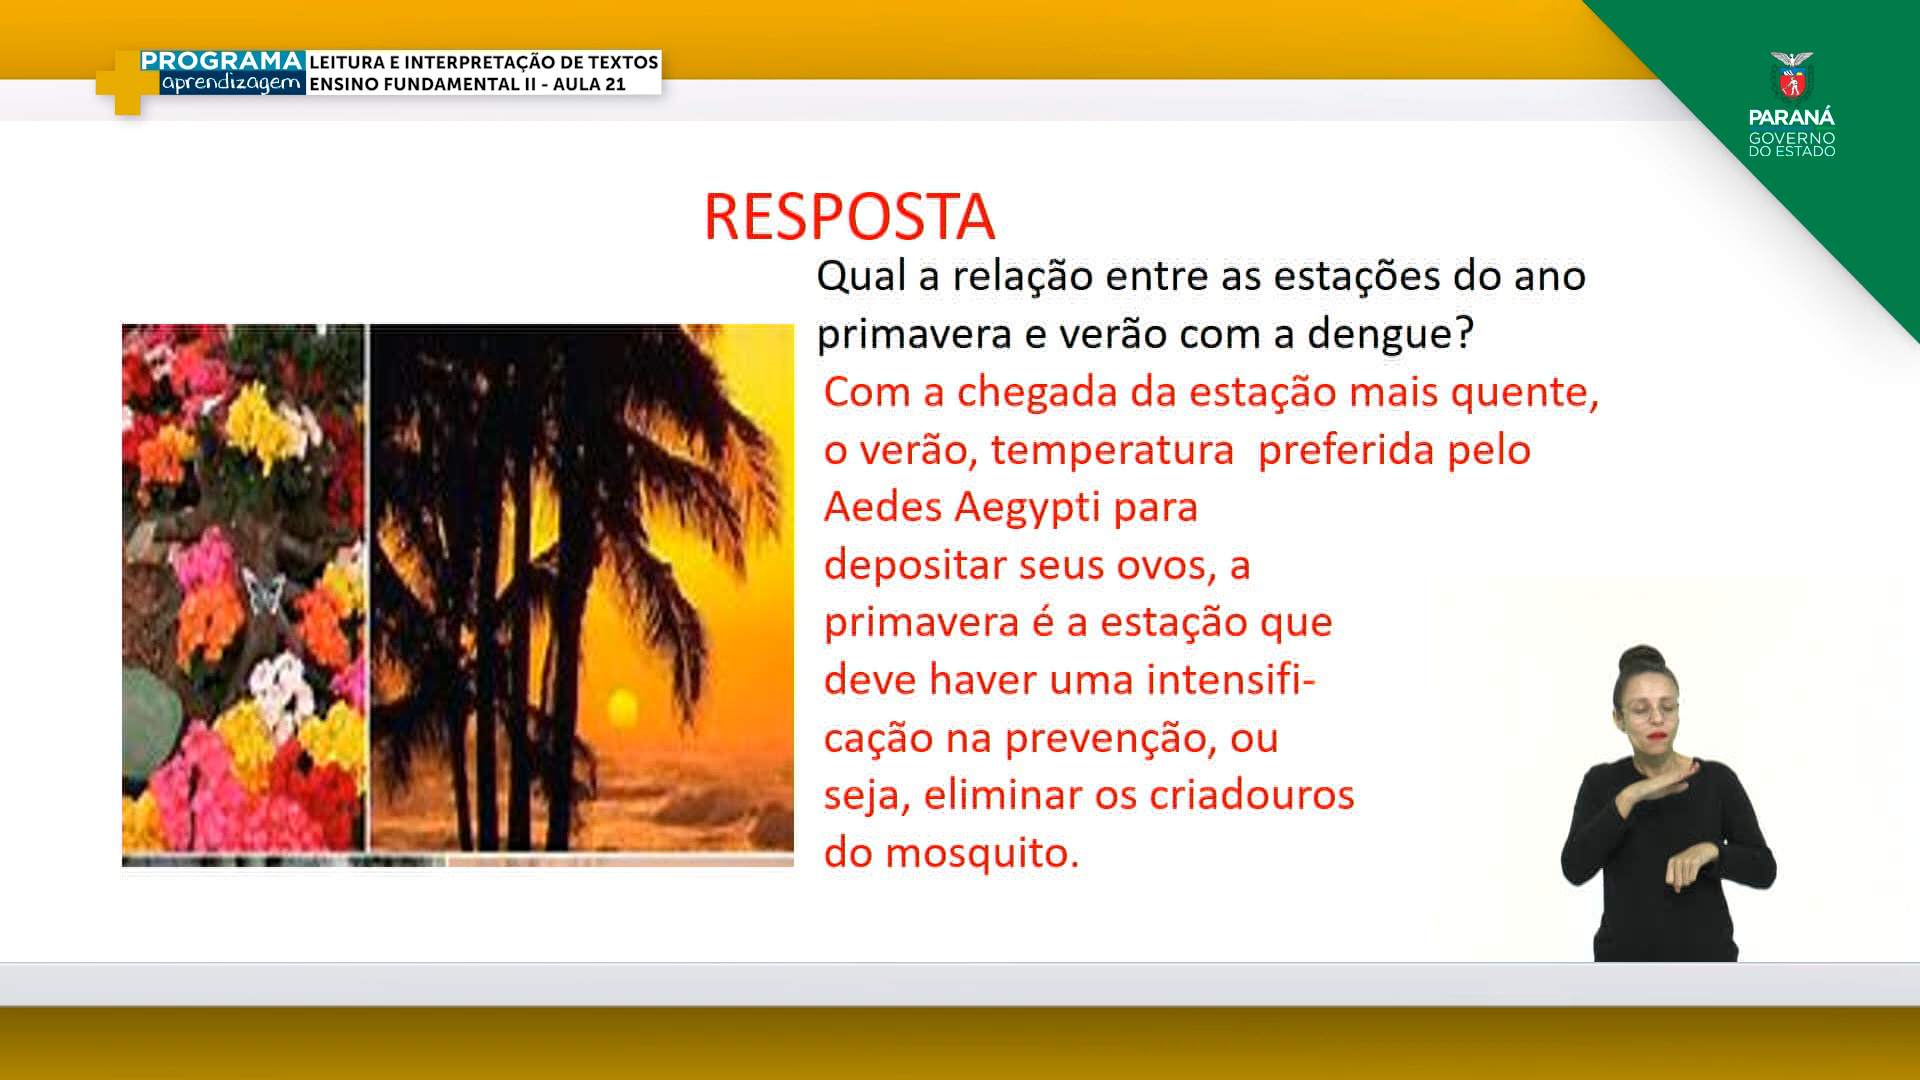 PROGRAMA
aprendizagem
LEITURA E INTERPRETAÇÃO DE TEXTOS
ENSINO FUNDAMENTAL II - AULA 21
PARANÁ
GOVERNO
DO ESTADO
RESPOSTA
Qual a relação entre as estações do ano
primavera e verão com a dengue?
Com a chegada da estação mais quente,
o verão, temperatura preferida pelo
Aedes Aegypti para
depositar seus ovos, a
primavera é a estação que
deve haver uma intensifi-
cação na prevenção, ou
seja, eliminar os criadouros
do mosquito.